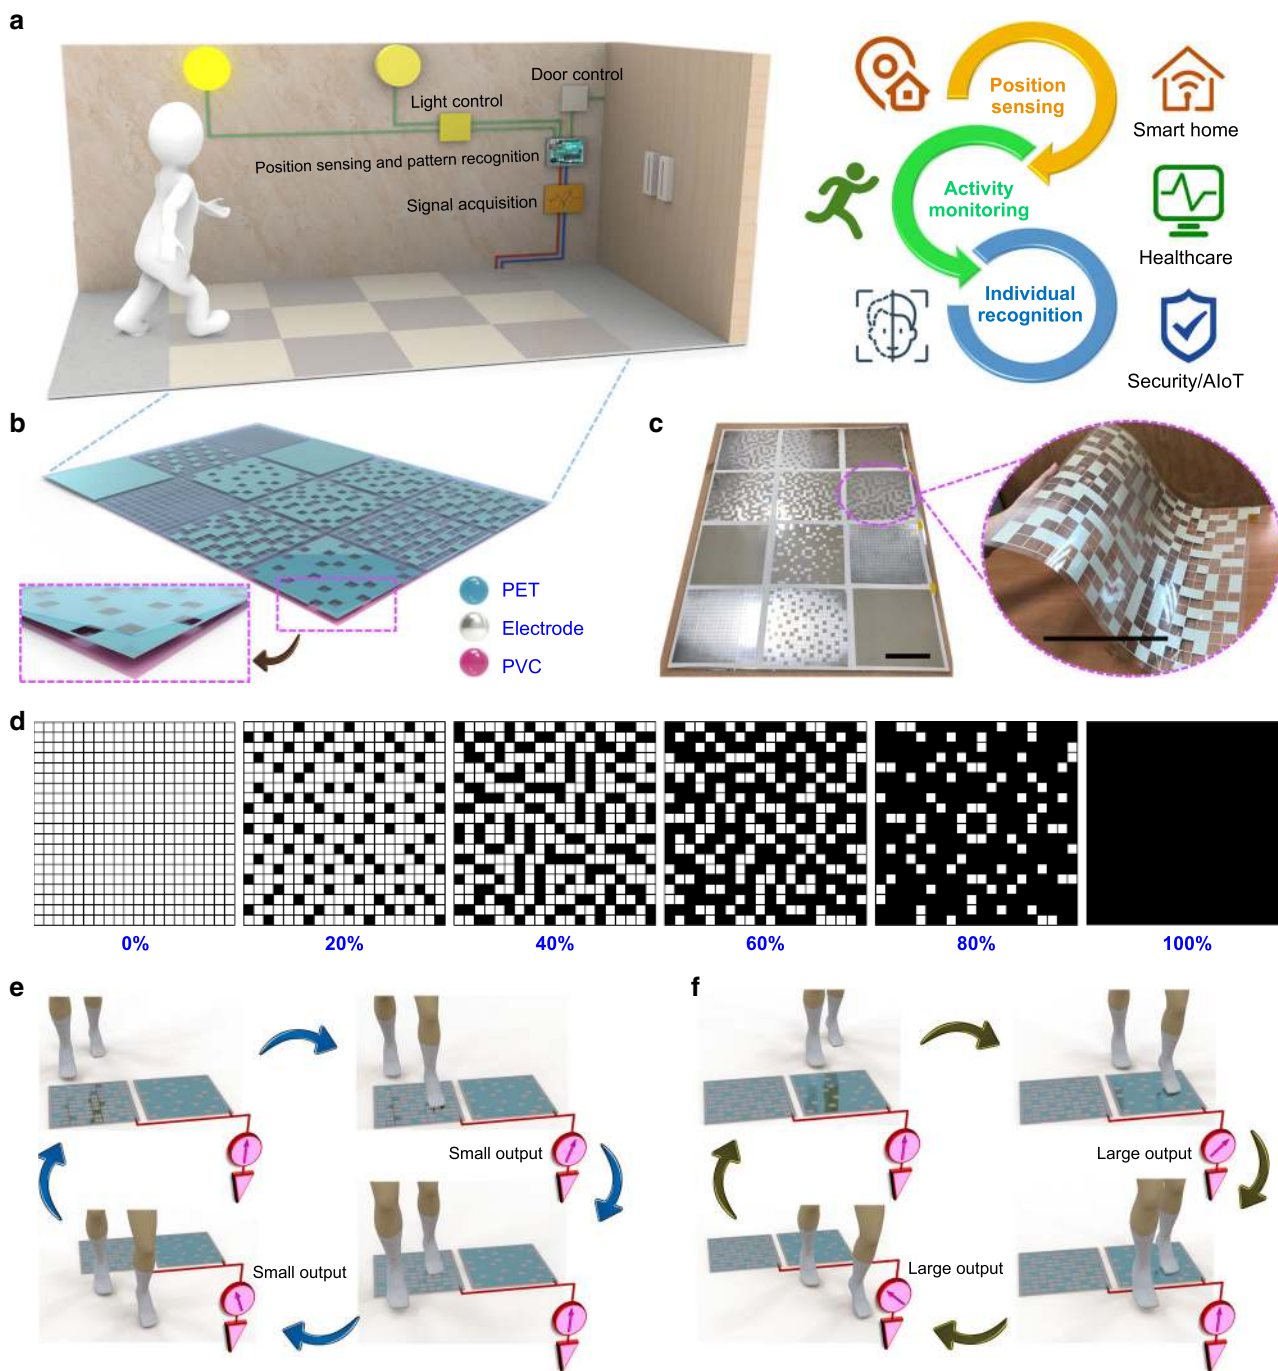 a
Door control
Light control
Position sensing and pattern recognition
Signal acquisition
Position
sensing
Activity
monitoring
Individual
recognition
Smart home
Healthcare
Security/AIoT
b
PET
Electrode
PVC
c
d
0%
20%
40%
60%
80%
100%
e
Small output
Small output
f
Large output
Large output